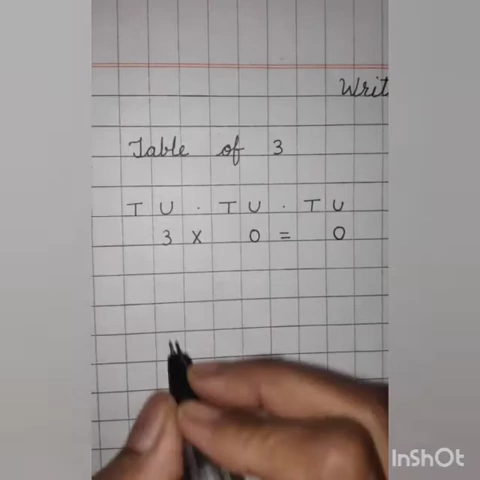 Writ
Table of 3
T U . T U . T U
3 x 0 = 0
InShOt